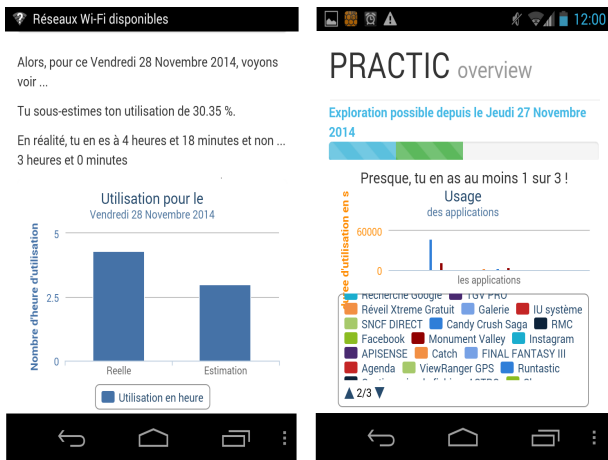 Réseaux Wi-Fi disponibles
Alors, pour ce Vendredi 28 Novembre 2014, voyons
voir ...
Tu sous-estimes ton utilisation de 30.35 %.
En réalité, tu en es à 4 heures et 18 minutes et non ...
3 heures et 0 minutes
Utilisation pour le
Vendredi 28 Novembre 2014
Nombre d'heure d'utilisation
5
2.5
0
Reelle Estimation
Utilisation en heure
12:00
PRACTIC overview
Exploration possible depuis le Jeudi 27 Novembre
2014
Presque, tu en as au moins 1 sur 3 !
Usage
des applications
d'utilisation en s
60000
0
les applications
Recherche Google TGV PRO
Réveil Xtreme Gratuit Galerie IU système
SNCF DIRECT Candy Crush Saga RMC
Facebook Monument Valley Instagram
APISENSE Catch FINAL FANTASY III
Agenda ViewRanger GPS Runtastic
2/3